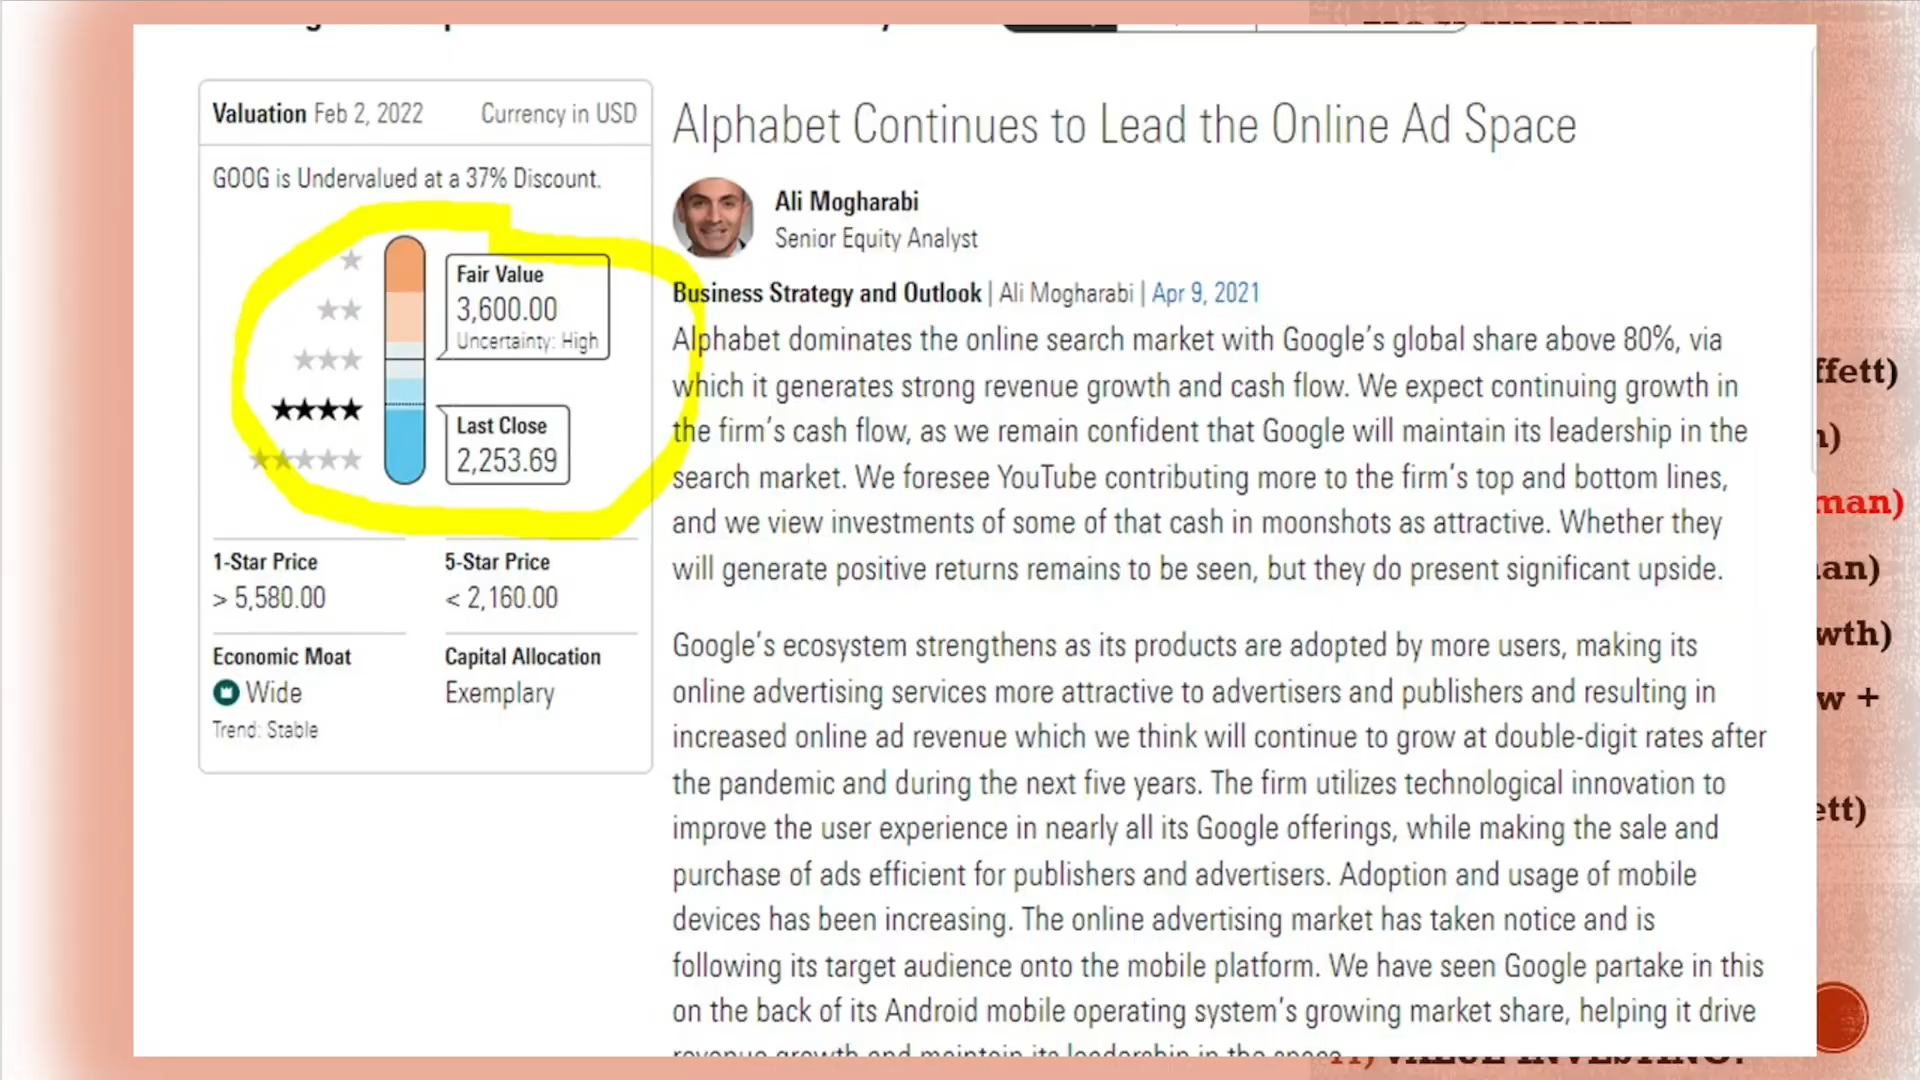 Valuation Feb 2, 2022 Currency in USD
GOOG is Undervalued at a 37% Discount.
Fair Value
3,600.00
Uncertainty: High
Last Close
2,253.69
1-Star Price
> 5,580.00
5-Star Price
< 2,160.00
Economic Moat
Wide
Trend: Stable
Capital Allocation
Exemplary
Alphabet Continues to Lead the Online Ad Space
Ali Mogharabi
Senior Equity Analyst
Business Strategy and Outlook | Ali Mogharabi | Apr 9, 2021
Alphabet dominates the online search market with Google's global share above 80%, via
which it generates strong revenue growth and cash flow. We expect continuing growth in
the firm's cash flow, as we remain confident that Google will maintain its leadership in the
search market. We foresee YouTube contributing more to the firm's top and bottom lines,
and we view investments of some of that cash in moonshots as attractive. Whether they
will generate positive returns remains to be seen, but they do present significant upside.
Google's ecosystem strengthens as its products are adopted by more users, making its
online advertising services more attractive to advertisers and publishers and resulting in
increased online ad revenue which we think will continue to grow at double-digit rates after
the pandemic and during the next five years. The firm utilizes technological innovation to
improve the user experience in nearly all its Google offerings, while making the sale and
purchase of ads efficient for publishers and advertisers. Adoption and usage of mobile
devices has been increasing. The online advertising market has taken notice and is
following its target audience onto the mobile platform. We have seen Google partake in this
on the back of its Android mobile operating system's growing market share, helping it drive
revenue growth and maintain its leadership in the space.
ffett)
man)
an)
wth)
w +
ett)
VALUE INVESTING: